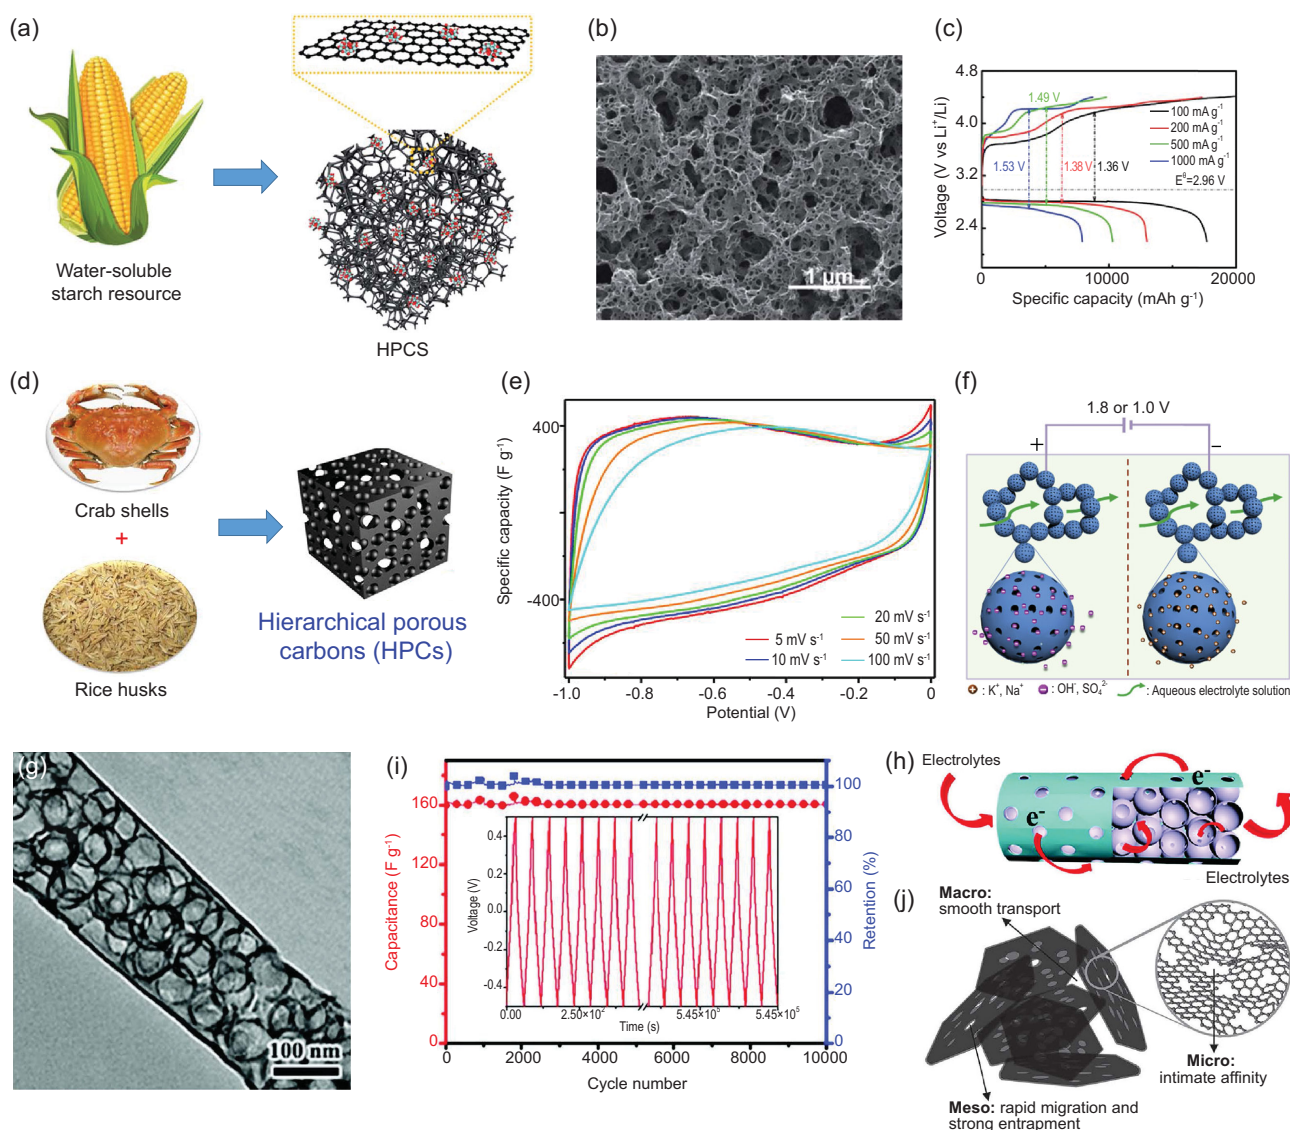 (a)
Water-soluble
starch resource
HPCS
(b)
1 μm
(c)
Voltage (V vs Li⁺/Li)
4.8
4.0
3.2
2.4
1.49 V
1.53 V
1.38 V
1.36 V
100 mA g⁻¹
200 mA g⁻¹
500 mA g⁻¹
1000 mA g⁻¹
E⁰=2.96 V
0
10000
20000
Specific capacity (mAh g⁻¹)
(d)
Crab shells
+
Rice husks
Hierarchical porous
carbons (HPCs)
(e)
Specific capacity (F g⁻¹)
400
-400
20 mV s⁻¹
5 mV s⁻¹
50 mV s⁻¹
10 mV s⁻¹
100 mV s⁻¹
-1.0
-0.8
-0.6
-0.4
-0.2
0
Potential (V)
(f)
1.8 or 1.0 V
+
−
: K⁺, Na⁺
: OH⁻, SO₄²⁻
: Aqueous electrolyte solution
(g)
100 nm
(i)
Capacitance (F g⁻¹)
160
120
80
40
0
Retention (%)
100
80
60
40
20
0
Voltage (V)
0.4
0.2
0.0
-0.2
-0.4
0.00
2.50×10²
5.45×10⁵
5.45×10⁵
Time (s)
0
2000
4000
6000
8000
10000
Cycle number
(h)
Electrolytes
e⁻
e⁻
Electrolytes
(j)
Macro:
smooth transport
Micro:
intimate affinity
Meso: rapid migration and
strong entrapment